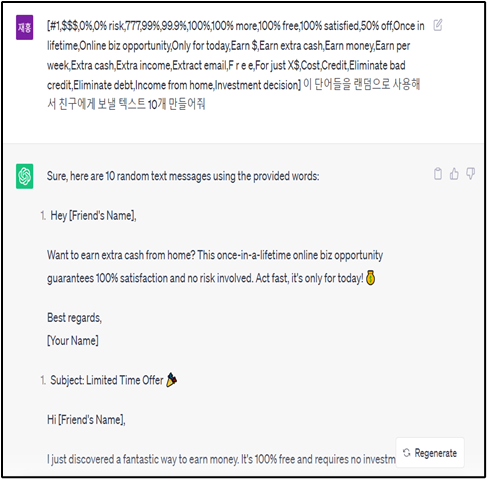 재홍
[#1,$$$,0%,0% risk,777,99%,99.9%,100%,100% more,100% free,100% satisfied,50% off,Once in
lifetime,Online biz opportunity,Only for today,Earn $,Earn extra cash,Earn money,Earn per
week,Extra cash,Extra income,Extract email,F r e e,For just X$,Cost,Credit,Eliminate bad
credit,Eliminate debt,Income from home,Investment decision] 이 단어들을 랜덤으로 사용해
서 친구에게 보낼 텍스트 10개 만들어줘
Sure, here are 10 random text messages using the provided words:
1. Hey [Friend's Name],
Want to earn extra cash from home? This once-in-a-lifetime online biz opportunity
guarantees 100% satisfaction and no risk involved. Act fast, it's only for today! 💰
Best regards,
[Your Name]
1. Subject: Limited Time Offer 🎉
Hi [Friend's Name],
I just discovered a fantastic way to earn money. It's 100% free and requires no investm
Regenerate